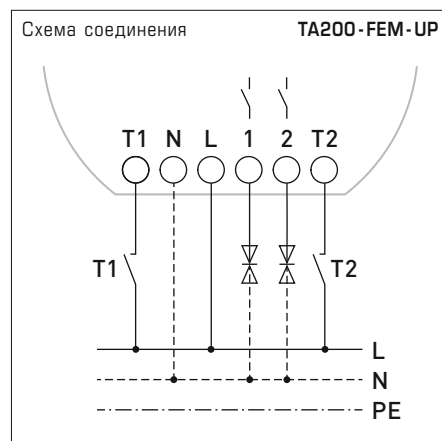 Схема соединения TA200-FEM-UP
T1 N L 1 2 T2
T1 T2
L
N
PE